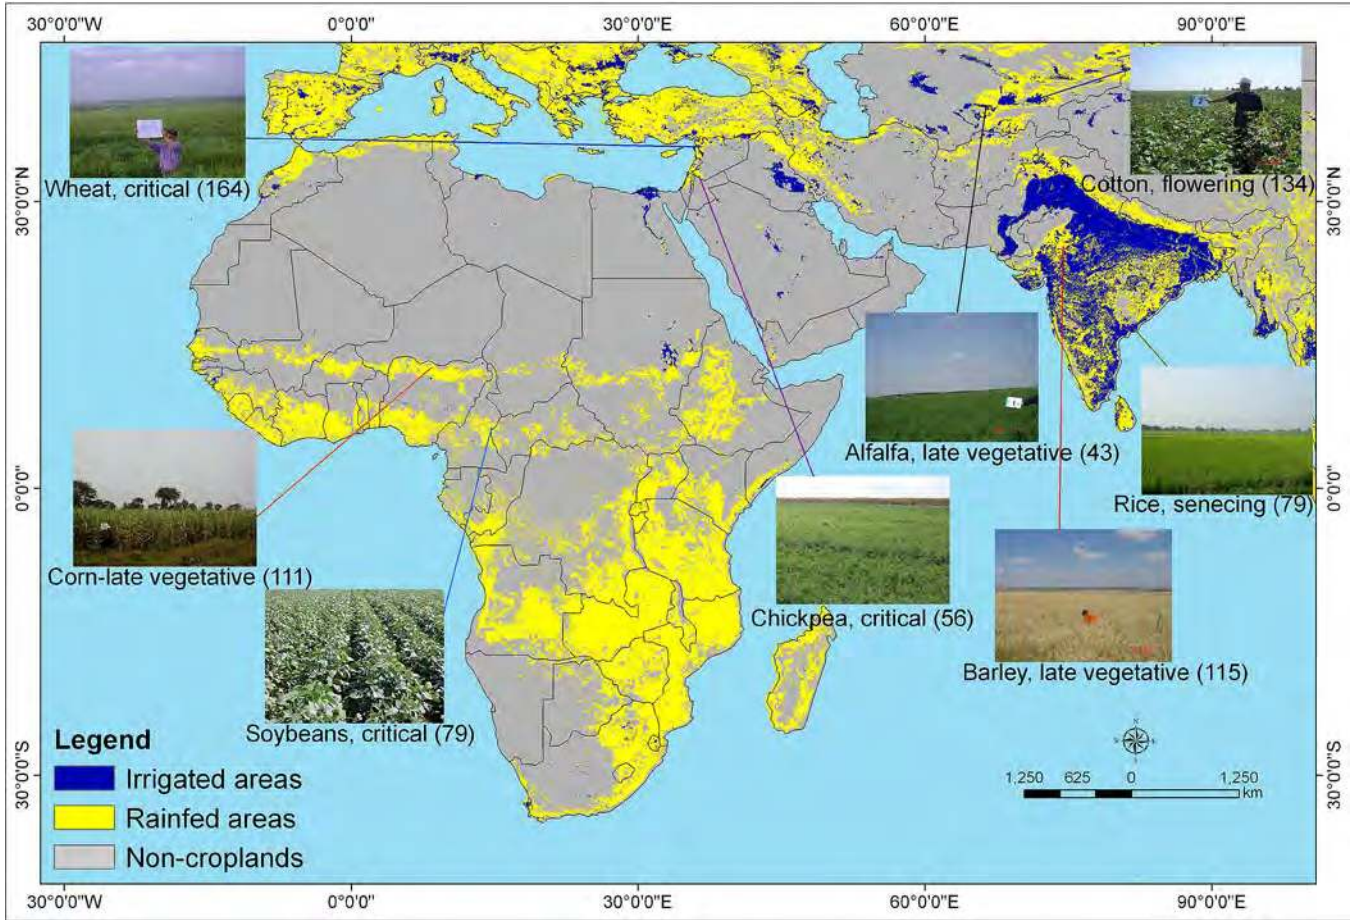 30°0'0"W
0°0'0"
30°0'0"E
60°0'0"E
90°0'0"E
30°0'0"N
30°0'0"N
Wheat, critical (164)
Cotton, flowering (134)
Alfalfa, late vegetative (43)
0°0'0"
0°0'0"
Rice, senecing (79)
Corn-late vegetative (111)
Chickpea, critical (56)
Barley, late vegetative (115)
Soybeans, critical (79)
30°0'0"S
30°0'0"S
Legend
Irrigated areas
Rainfed areas
Non-croplands
1,250 625 0 1,250
km
30°0'0"W
0°0'0"
30°0'0"E
60°0'0"E
90°0'0"E